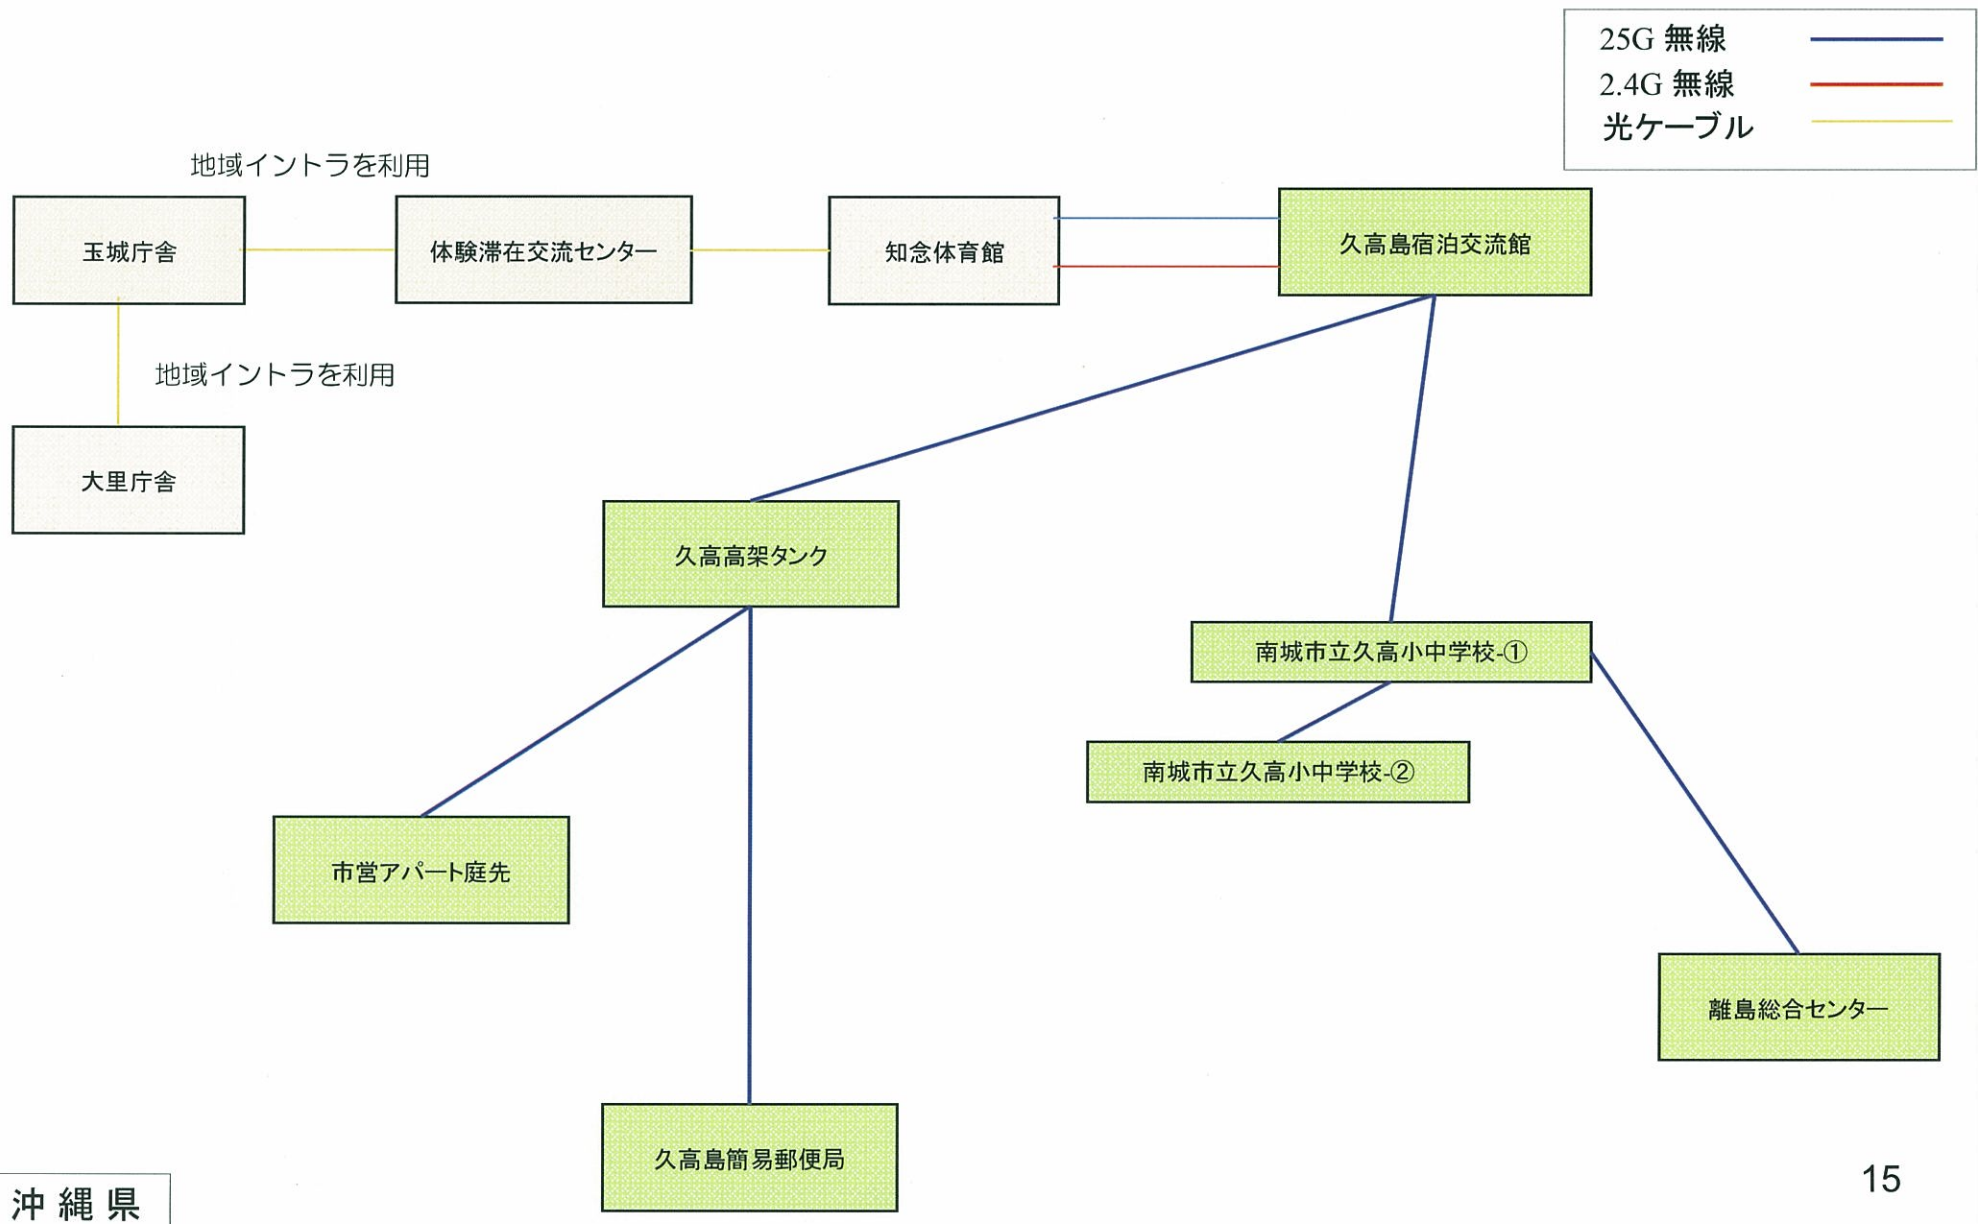 25G 無線
2.4G 無線
光ケーブル
地域イントラを利用
玉城庁舎
体験滞在交流センター
知念体育館
久高島宿泊交流館
地域イントラを利用
大里庁舎
久高高架タンク
南城市立久高小中学校-①
南城市立久高小中学校-②
市営アパート庭先
離島総合センター
久高島簡易郵便局
15
沖縄県